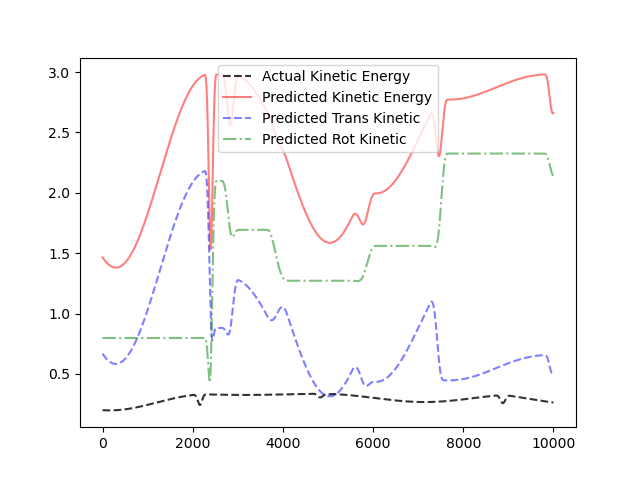 3.0
2.5
2.0
1.5
1.0
0.5
Actual Kinetic Energy
Predicted Kinetic Energy
Predicted Trans Kinetic
Predicted Rot Kinetic
0 2000 4000 6000 8000 10000